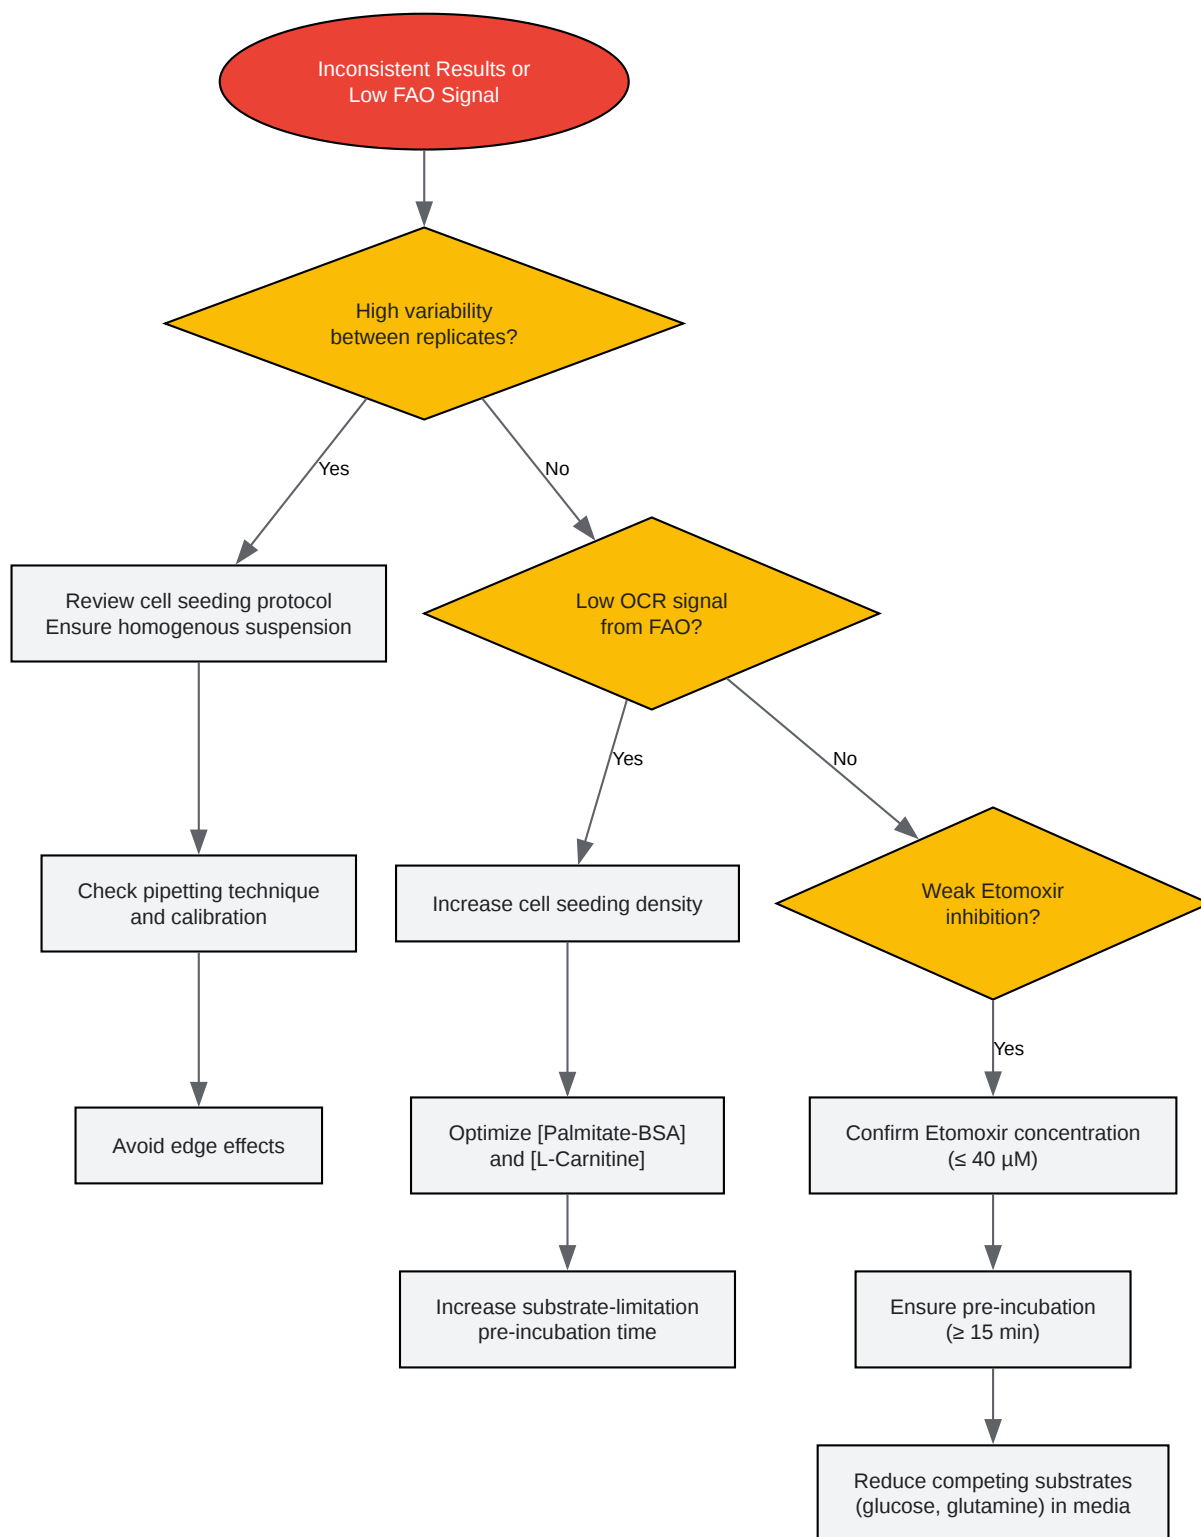 Inconsistent Results or
Low FAO Signal
High variability
between replicates?
Yes
No
Review cell seeding protocol
Ensure homogenous suspension
Low OCR signal
from FAO?
Yes
No
Check pipetting technique
and calibration
Increase cell seeding density
Weak Etomoxir
inhibition?
Yes
Avoid edge effects
Optimize [Palmitate-BSA]
and [L-Carnitine]
Confirm Etomoxir concentration
(≤ 40 µM)
Increase substrate-limitation
pre-incubation time
Ensure pre-incubation
(≥ 15 min)
Reduce competing substrates
(glucose, glutamine) in media